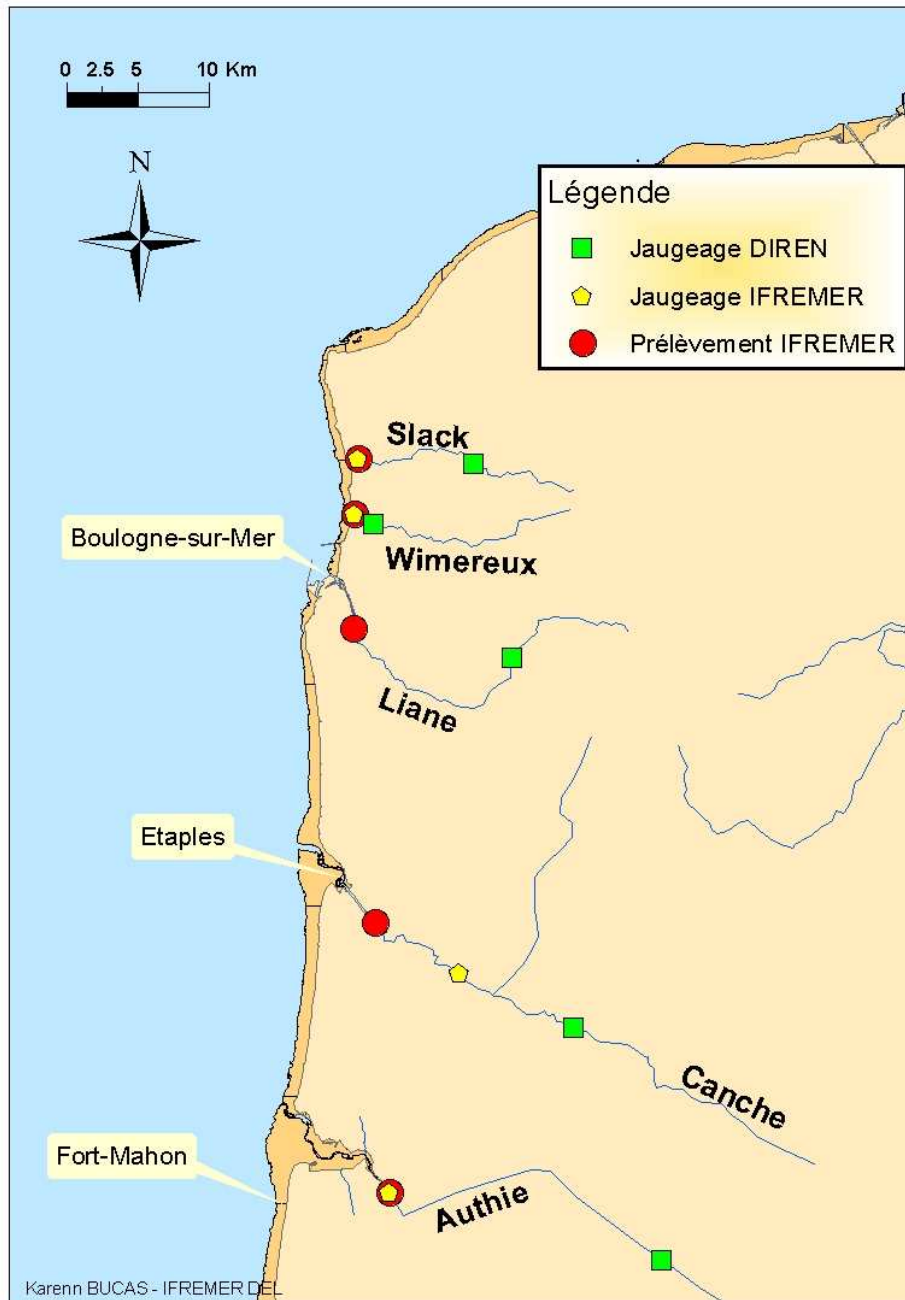 0 2.5 5 10 Km
N
Légende
Jaugeage DIREN
Jaugeage IFREMER
Prélèvement IFREMER
Slack
Boulogne-sur-Mer
Wimereux
Liane
Etaples
Canche
Fort-Mahon
Authie
Karenn BUCAS - IFREMER DEL